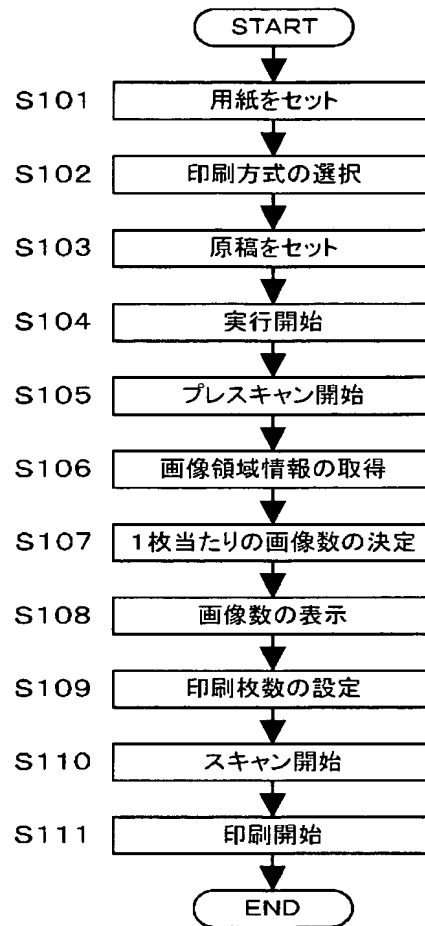 START
S101 用紙をセット
S102 印刷方式の選択
S103 原稿をセット
S104 実行開始
S105 プレスキャン開始
S106 画像領域情報の取得
S107 1枚当たりの画像数の決定
S108 画像数の表示
S109 印刷枚数の設定
S110 スキャン開始
S111 印刷開始
END